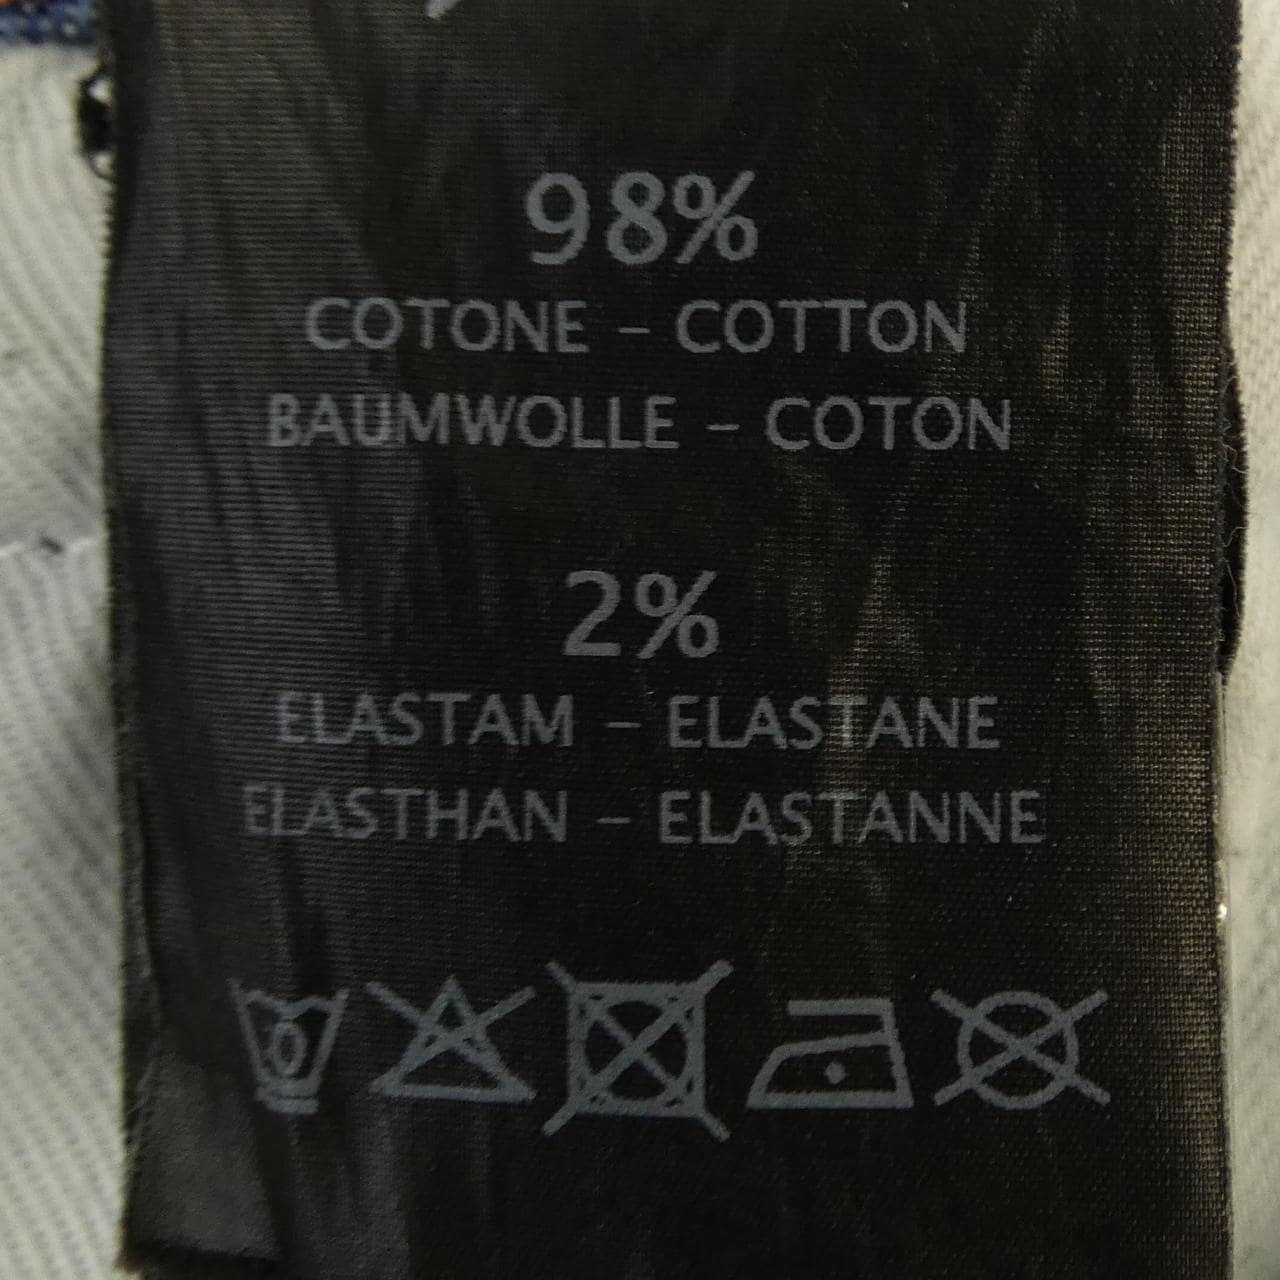 98%
COTONE – COTTON
BAUMWOLLE – COTON
2%
ELASTAM – ELASTANE
ELASTHAN – ELASTANNE